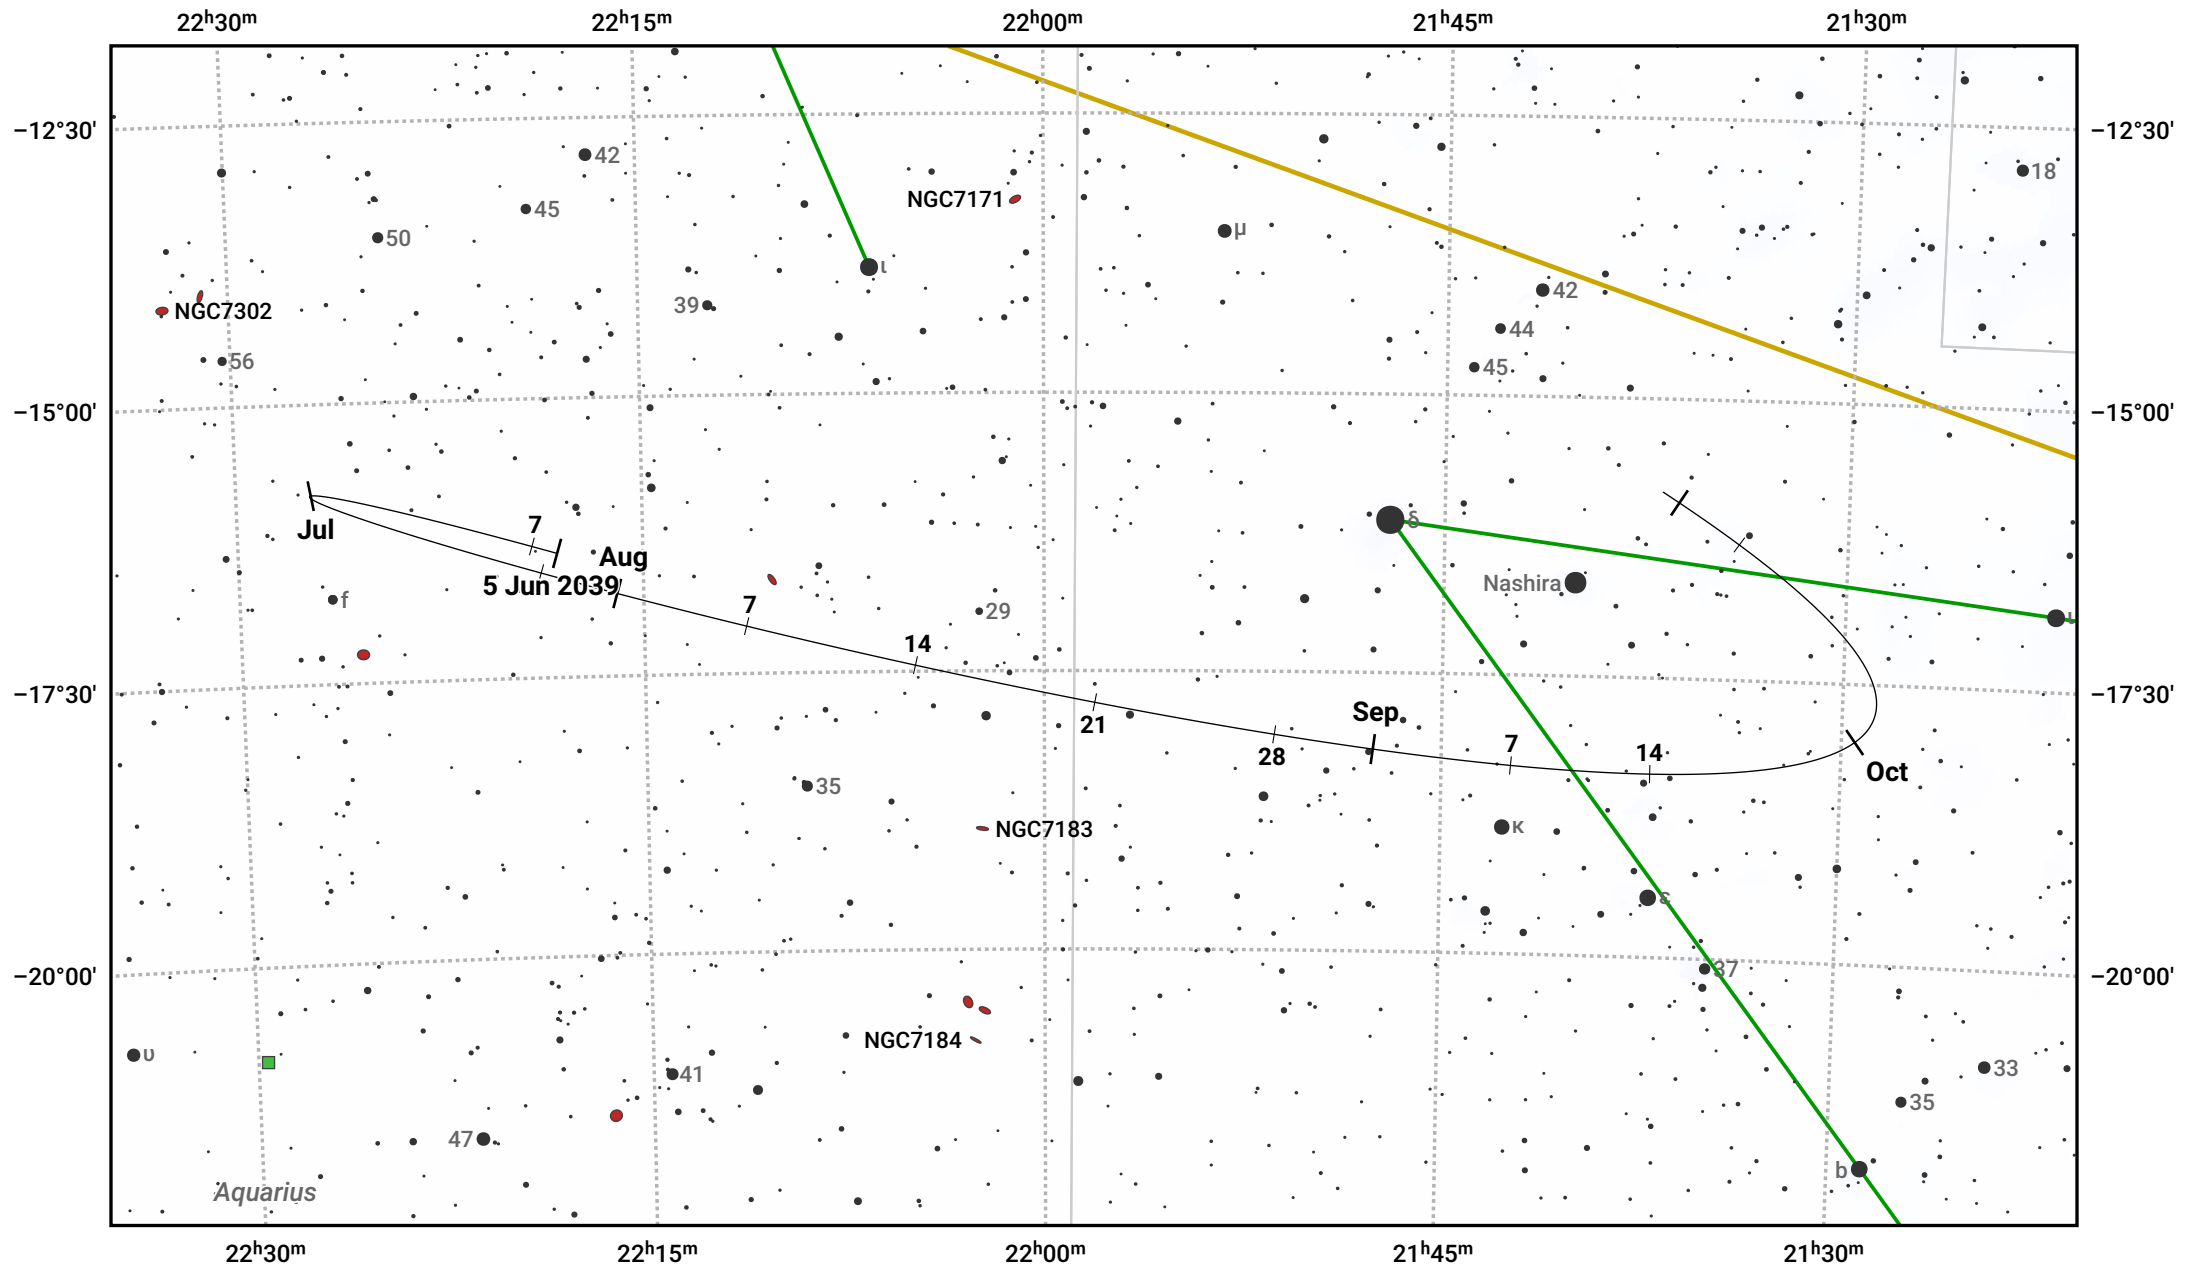 22ʰ30ᵐ 22ʰ15ᵐ 22ʰ00ᵐ 21ʰ45ᵐ 21ʰ30ᵐ
−12°30' −12°30'
42
18
NGC7171
45
μ
50
ι
42
39
NGC7302
44
56
45
−15°00' −15°00'
δ
7
Jul
Aug
Nashira
5 Jun 2039
f
7
29
ι
14
−17°30' −17°30'
Sep
21
7
28
14
Oct
35
κ
NGC7183
ε
37
−20°00' −20°00'
NGC7184
υ
33
41
35
47
b
Aquarius
22ʰ30ᵐ 22ʰ15ᵐ 22ʰ00ᵐ 21ʰ45ᵐ 21ʰ30ᵐ